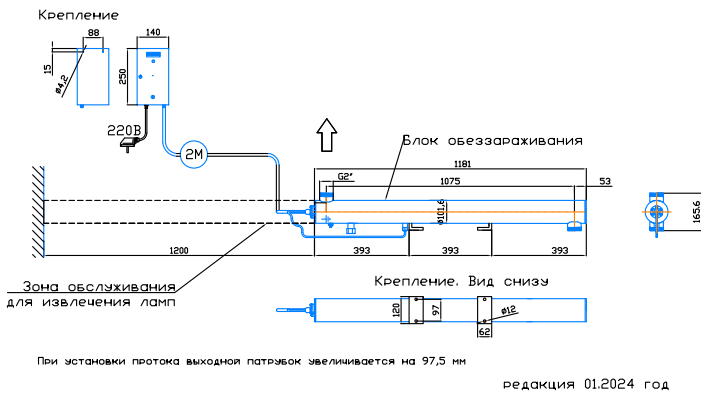 Крепление
88
140
15
ø4,2
250
220В
2М
Блок обеззараживания
1181
G2"
1075
53
ø101,6
165.6
1200
393
393
393
Зона обслуживания
для извлечения ламп
Крепление. Вид снизу
120
97
ø12
62
При установки протока выходной патрубок увеличивается на 97,5 мм
редакция 01.2024 год